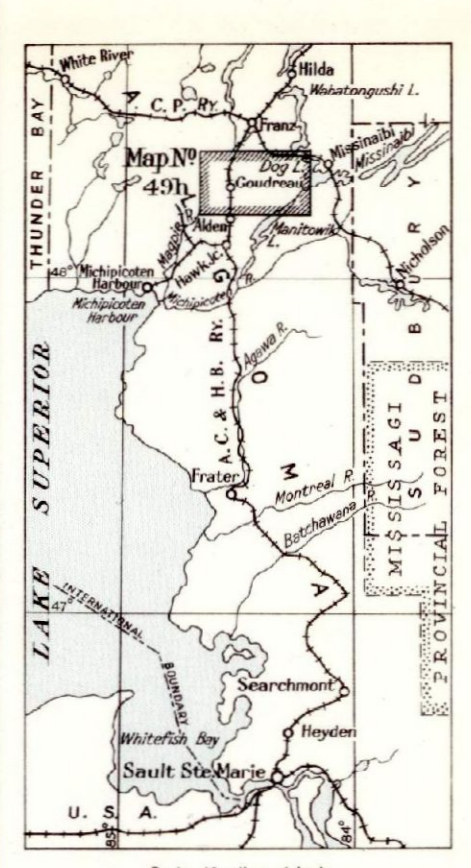 White River
Hilda
Wabatongushi L.
A
C. P. Ry.
Franz
THUNDER BAY
Missinaibi
Missinaibi
L.
Map No
49h
Dog L.
Goudreau
L
Magpie R.
Alden
Manitowik
L.
Hawk Jc.
G
SUDBURY
48°
Michipicoten
Harbour
Michipicoten R.
Michipicoten
Harbour
Nicholson
A. C. & H. B. RY.
Agawa R.
O
LAKE SUPERIOR
MISSISSAGI
PROVINCIAL FOREST
Frater
M
Montreal R.
Batchawana R.
A
47°
INTERNATIONAL
BOUNDARY
Searchmont
Heyden
Whitefish Bay
Sault Ste. Marie
U. S. A.
85°
84°